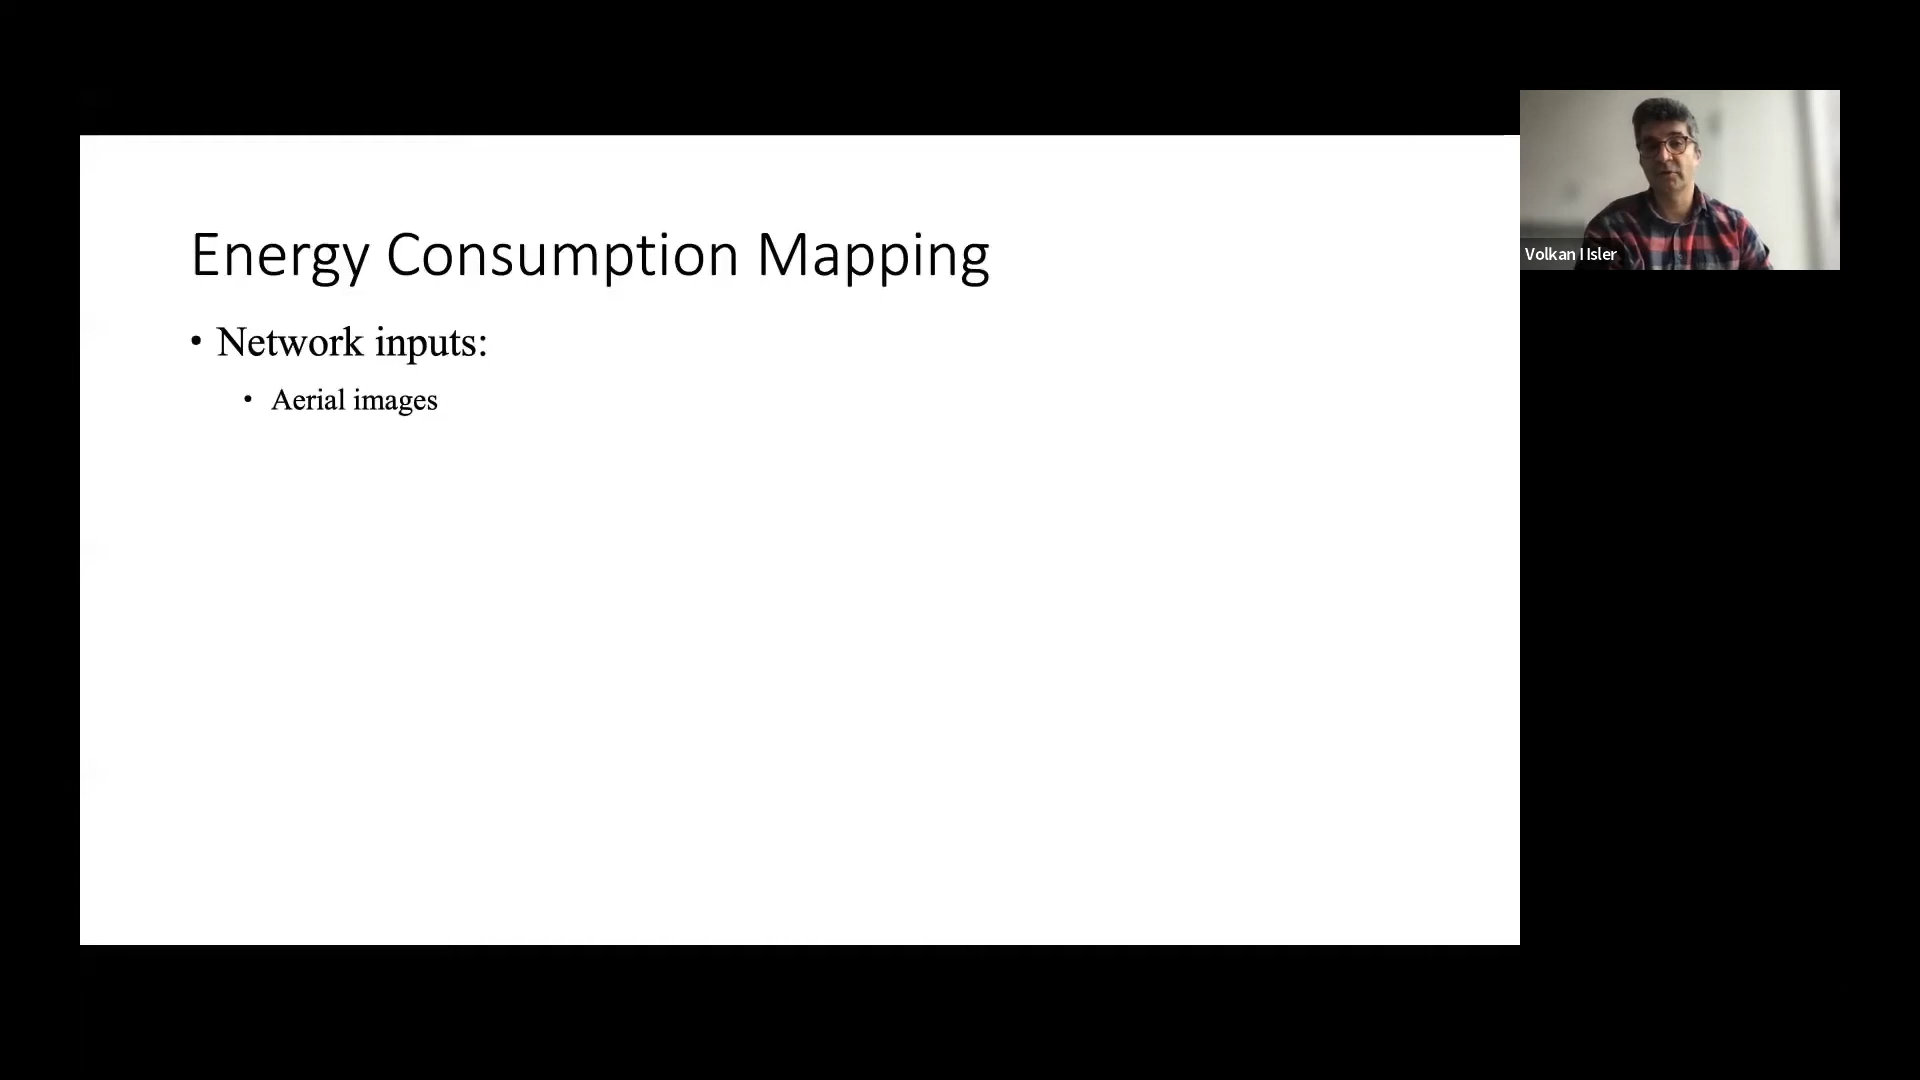 Energy Consumption Mapping
• Network inputs:
• Aerial images
Volkan Isler